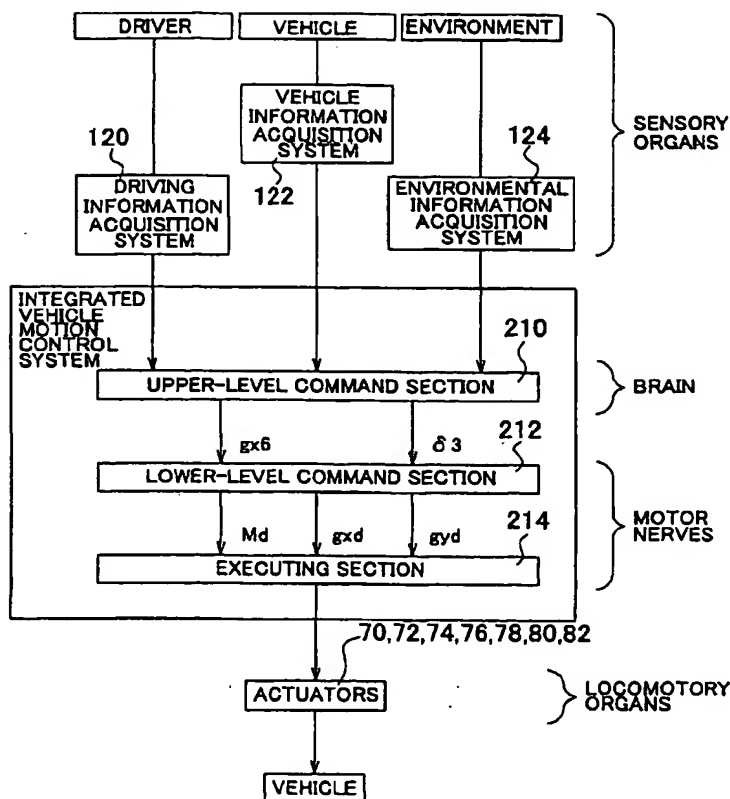 DRIVER
VEHICLE
ENVIRONMENT
VEHICLE
INFORMATION
ACQUISITION
SYSTEM
122
120
DRIVING
INFORMATION
ACQUISITION
SYSTEM
124
ENVIRONMENTAL
INFORMATION
ACQUISITION
SYSTEM
SENSORY
ORGANS
INTEGRATED
VEHICLE
MOTION
CONTROL
SYSTEM
210
UPPER-LEVEL COMMAND SECTION
BRAIN
gx6
δ3
212
LOWER-LEVEL COMMAND SECTION
Md
gxd
gyd
214
EXECUTING SECTION
MOTOR
NERVES
70,72,74,76,78,80,82
ACTUATORS
LOCOMOTORY
ORGANS
VEHICLE